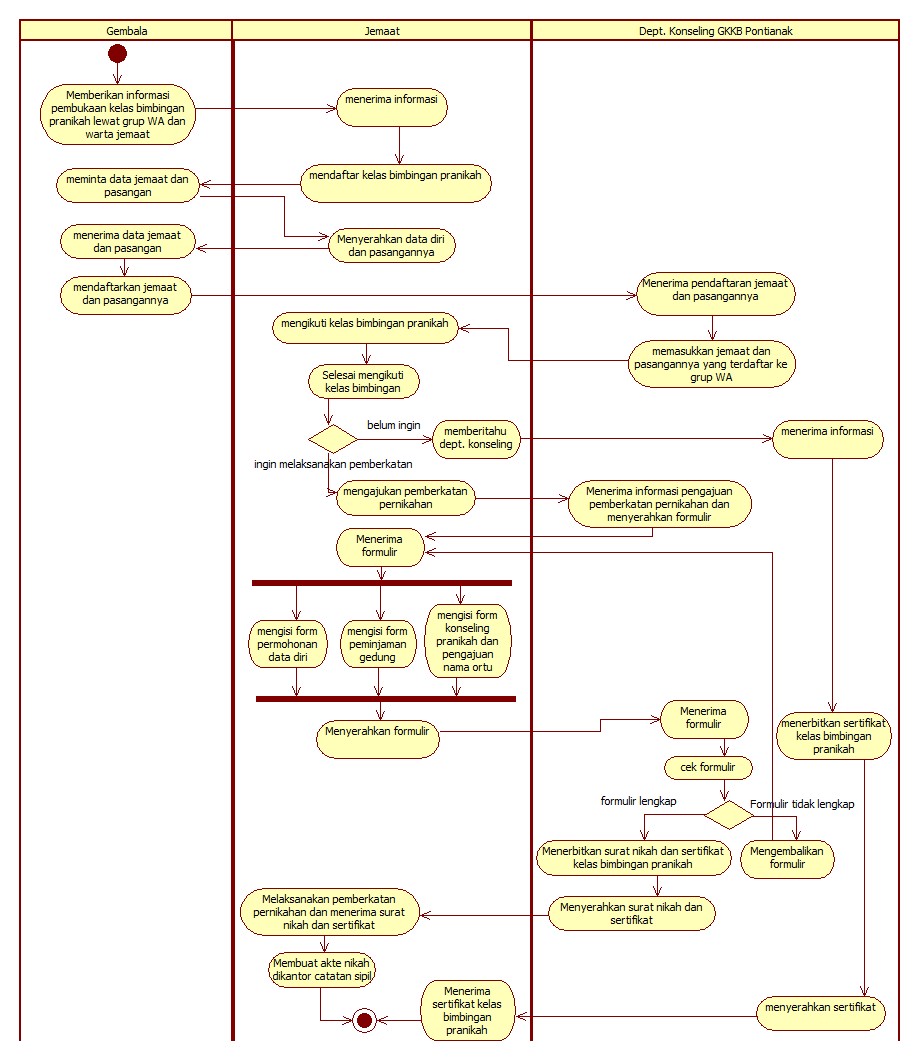 Gembala
Jemaat
Dept. Konseling GKKB Pontianak
Memberikan informasi
pembukaan kelas bimbingan
pranikah lewat grup WA dan
warta jemaat
menerima informasi
mendaftar kelas bimbingan pranikah
meminta data jemaat dan
pasangan
Menyerahkan data diri
dan pasangannya
menerima data jemaat
dan pasangan
mendaftarkan jemaat
dan pasangannya
Menerima pendaftaran jemaat
dan pasangannya
memasukkan jemaat dan
pasangannya yang terdaftar ke
grup WA
mengikuti kelas bimbingan pranikah
Selesai mengikuti
kelas bimbingan
belum ingin
memberitahu
dept. konseling
menerima informasi
ingin melaksanakan pemberkatan
mengajukan pemberkatan
pernikahan
Menerima informasi pengajuan
pemberkatan pernikahan dan
menyerahkan formulir
Menerima
formulir
mengisi form
permohonan
data diri
mengisi form
peminjaman
gedung
mengisi form
konseling
pranikah dan
pengajuan
nama ortu
Menyerahkan formulir
Menerima
formulir
menerbitkan sertifikat
kelas bimbingan
pranikah
cek formulir
formulir lengkap
Formulir tidak lengkap
Menerbitkan surat nikah dan sertifikat
kelas bimbingan pranikah
Mengembalikan
formulir
Menyerahkan surat nikah dan
sertifikat
Melaksanakan pemberkatan
pernikahan dan menerima surat
nikah dan sertifikat
Membuat akte nikah
dikantor catatan sipil
Menerima
sertifikat kelas
bimbingan
pranikah
menyerahkan sertifikat